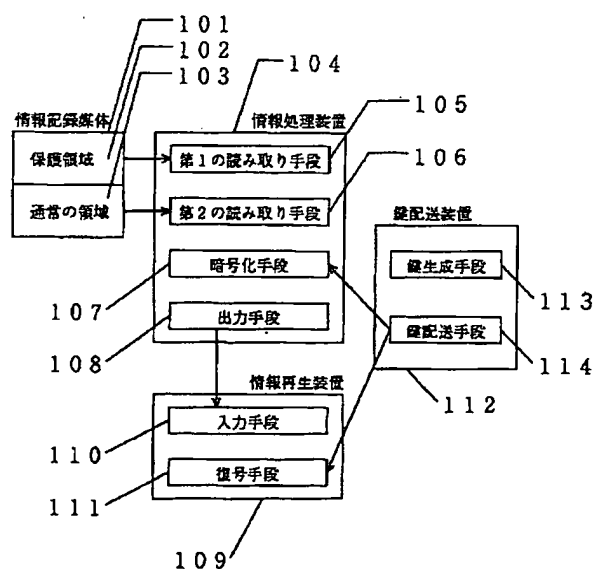 101
102
103
104
情報記録媒体
情報処理装置
105
保護領域
第1の読み取り手段
106
通常の領域
第2の読み取り手段
鍵配送装置
暗号化手段
鍵生成手段
107
113
出力手段
鍵配送手段
108
114
情報再生装置
112
入力手段
110
復号手段
111
109